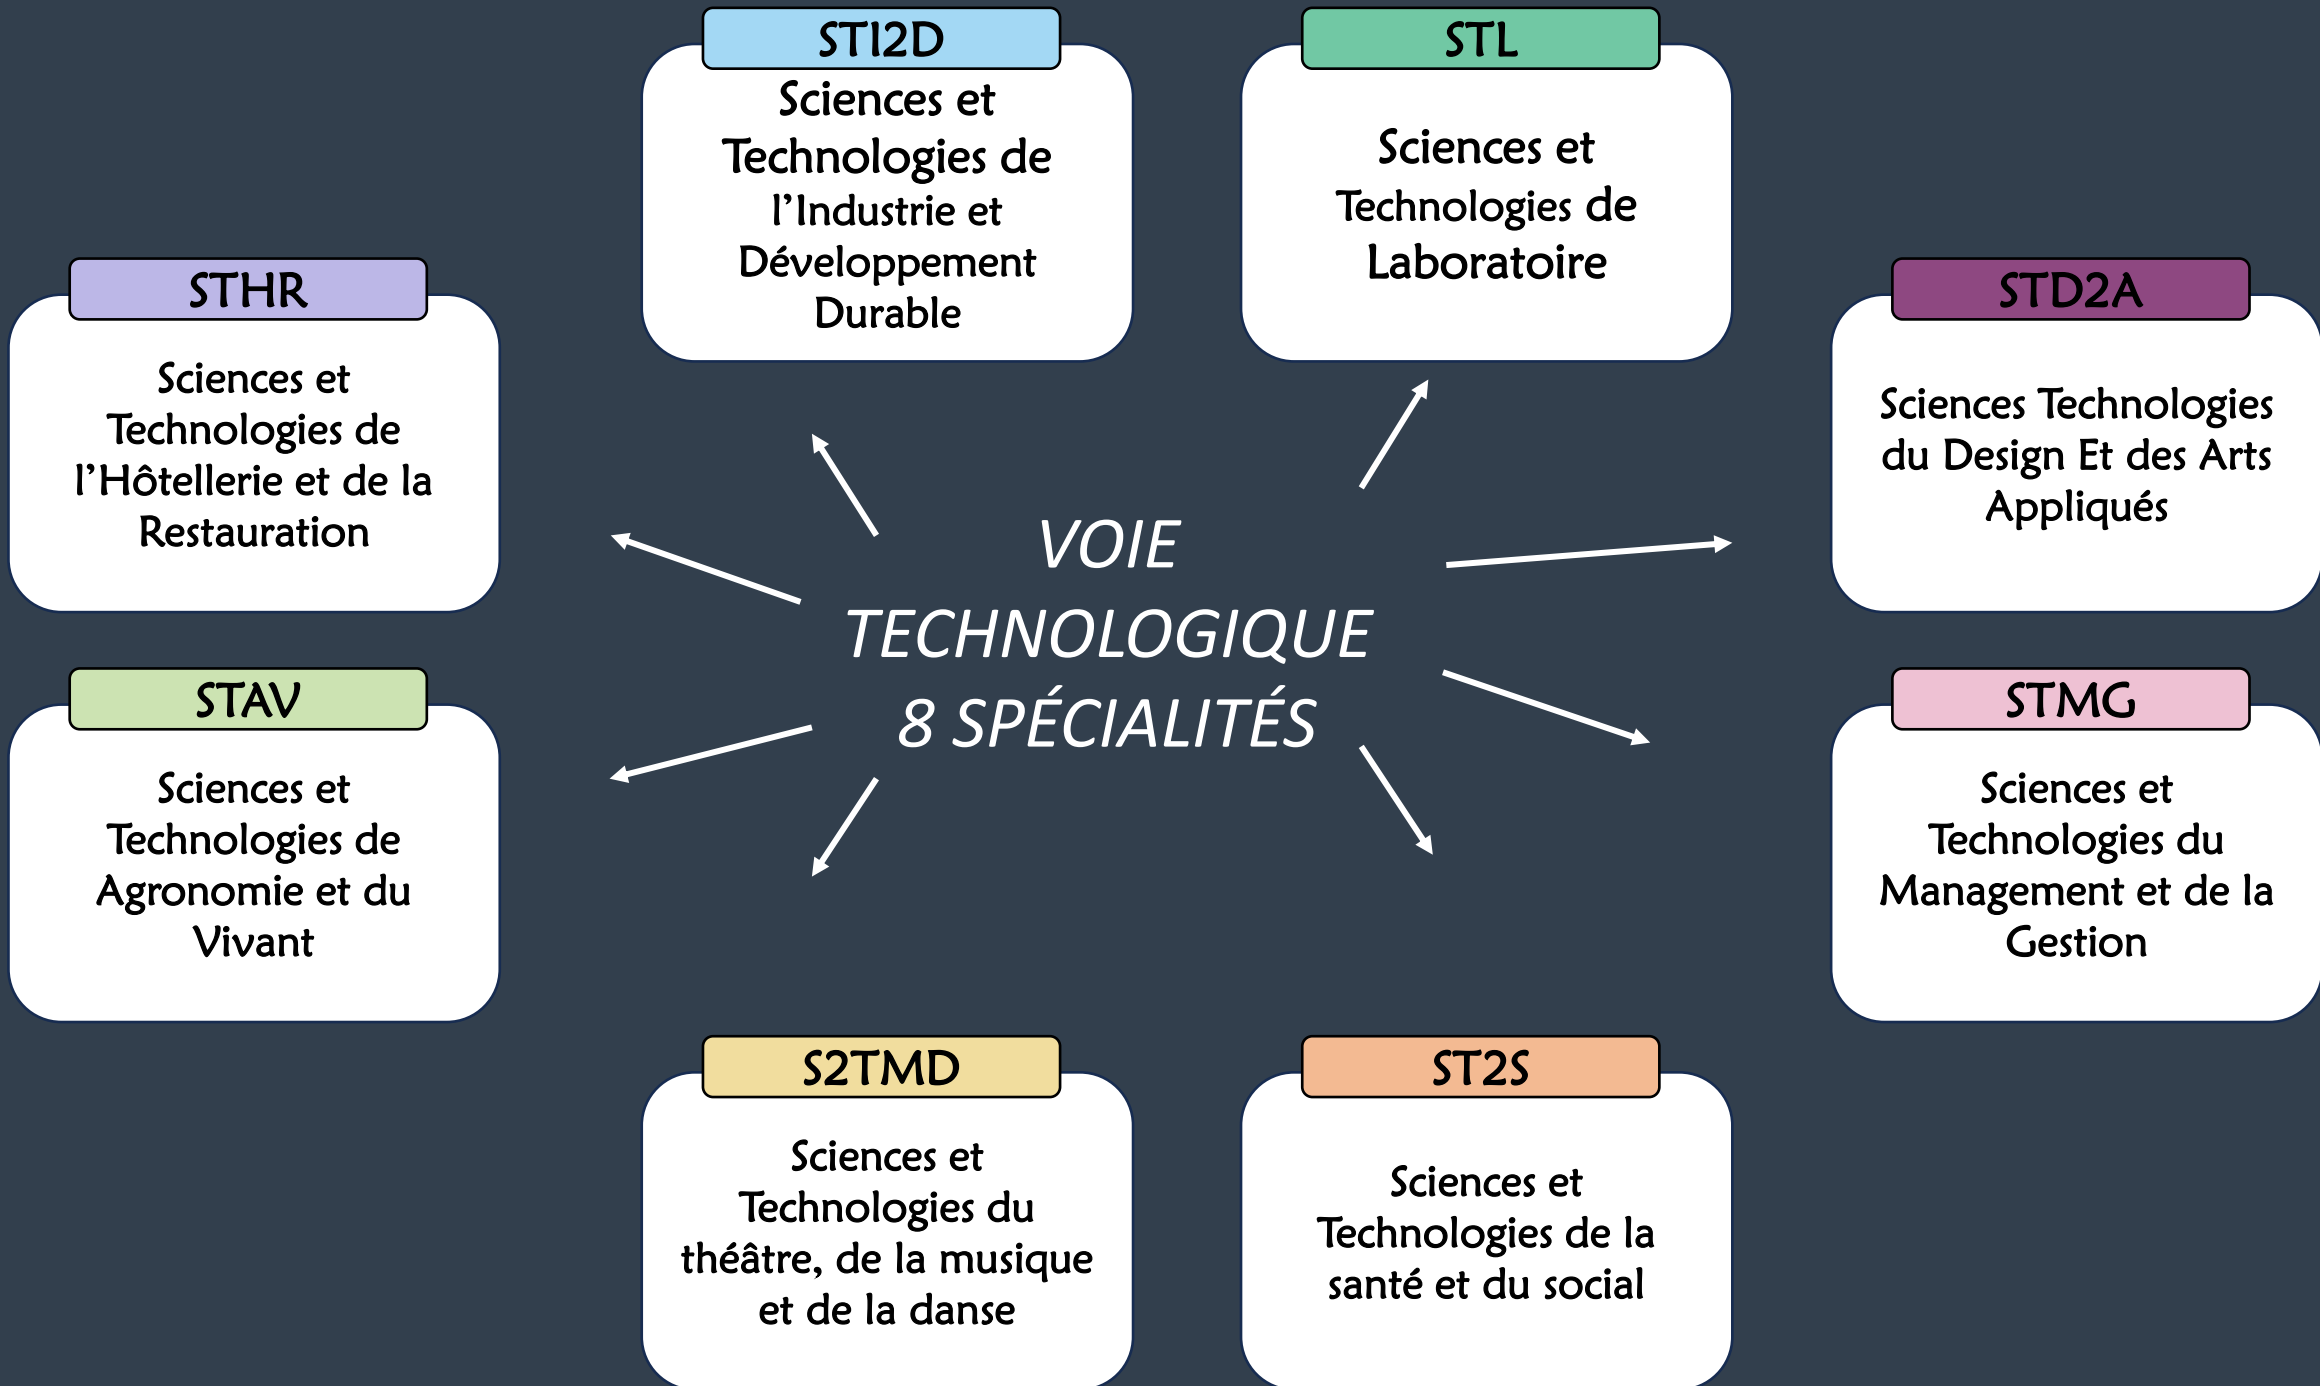 STI2D
Sciences et
Technologies de
l’Industrie et
Développement
Durable
STL
Sciences et
Technologies de
Laboratoire
STHR
Sciences et
Technologies de
l’Hôtellerie et de la
Restauration
STD2A
Sciences Technologies
du Design Et des Arts
Appliqués
VOIE
TECHNOLOGIQUE
8 SPÉCIALITÉS
STAV
Sciences et
Technologies de
Agronomie et du
Vivant
STMG
Sciences et
Technologies du
Management et de la
Gestion
S2TMD
Sciences et
Technologies du
théâtre, de la musique
et de la danse
ST2S
Sciences et
Technologies de la
santé et du social